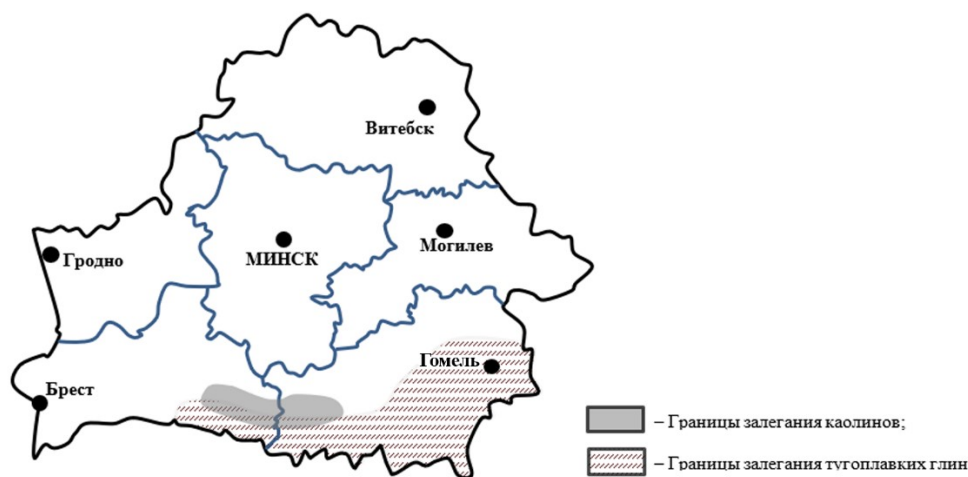 Витебск
Могилев
МИНСК
Гродно
Гомель
Брест
– Границы залегания каолинов;
– Границы залегания тугоплавких глин